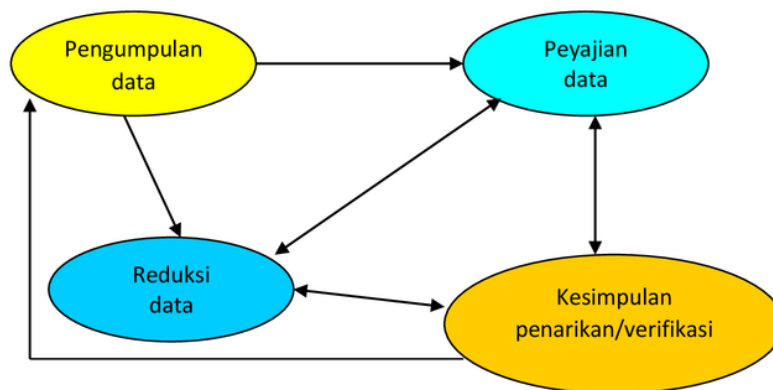 Pengumpulan
data
Peyajian
data
Reduksi
data
Kesimpulan
penarikan/verifikasi